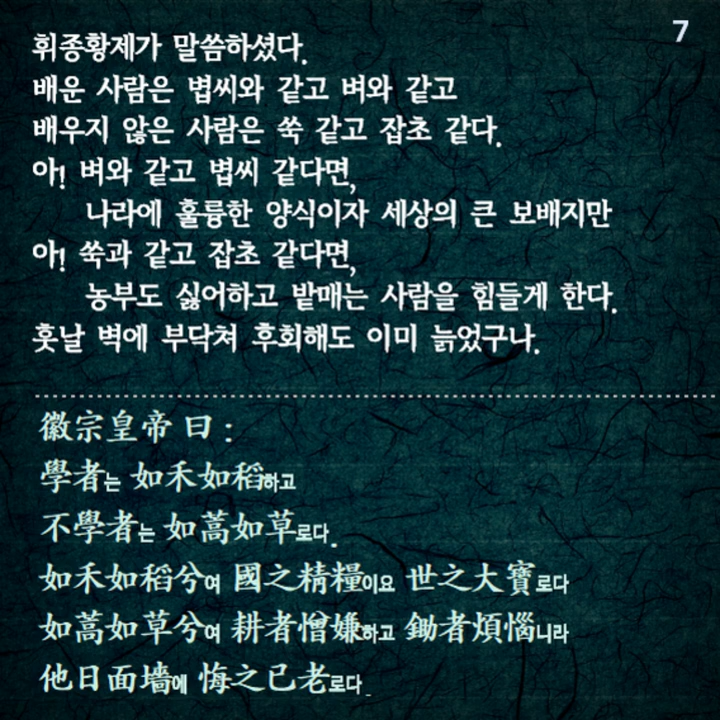 7
휘종황제가 말씀하셨다.
배운 사람은 볍씨와 같고 벼와 같고
배우지 않은 사람은 쑥 같고 잡초 같다.
아! 벼와 같고 볍씨 같다면,
나라에 훌륭한 양식이자 세상의 큰 보배지만
아! 쑥과 같고 잡초 같다면,
농부도 싫어하고 밭매는 사람을 힘들게 한다.
훗날 벽에 부닥쳐 후회해도 이미 늙었구나.
徽宗皇帝 曰 :
學者는 如禾如稻하고
不學者는 如蒿如草로다.
如禾如稻兮여 國之精糧이요 世之大寶로다
如蒿如草兮여 耕者憎嫌하고 鋤者煩惱니라
他日面墻에 悔之已老로다.